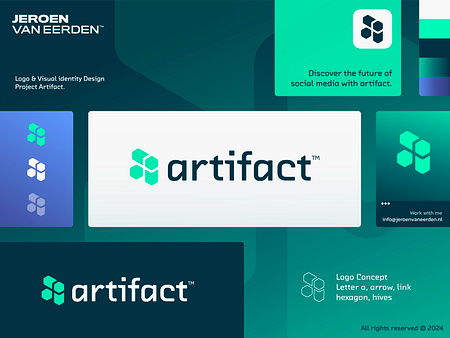 JEROEN
VAN EERDEN™
Logo & Visual identity Design
Project Artifact.
Discover the future of
social media with artifact.
artifact™
Work with me
info@jeroenvaneerden.nl
artifact™
Logo Concept
Letter a, arrow, link
hexagon, hives
All rights reserved © 2024